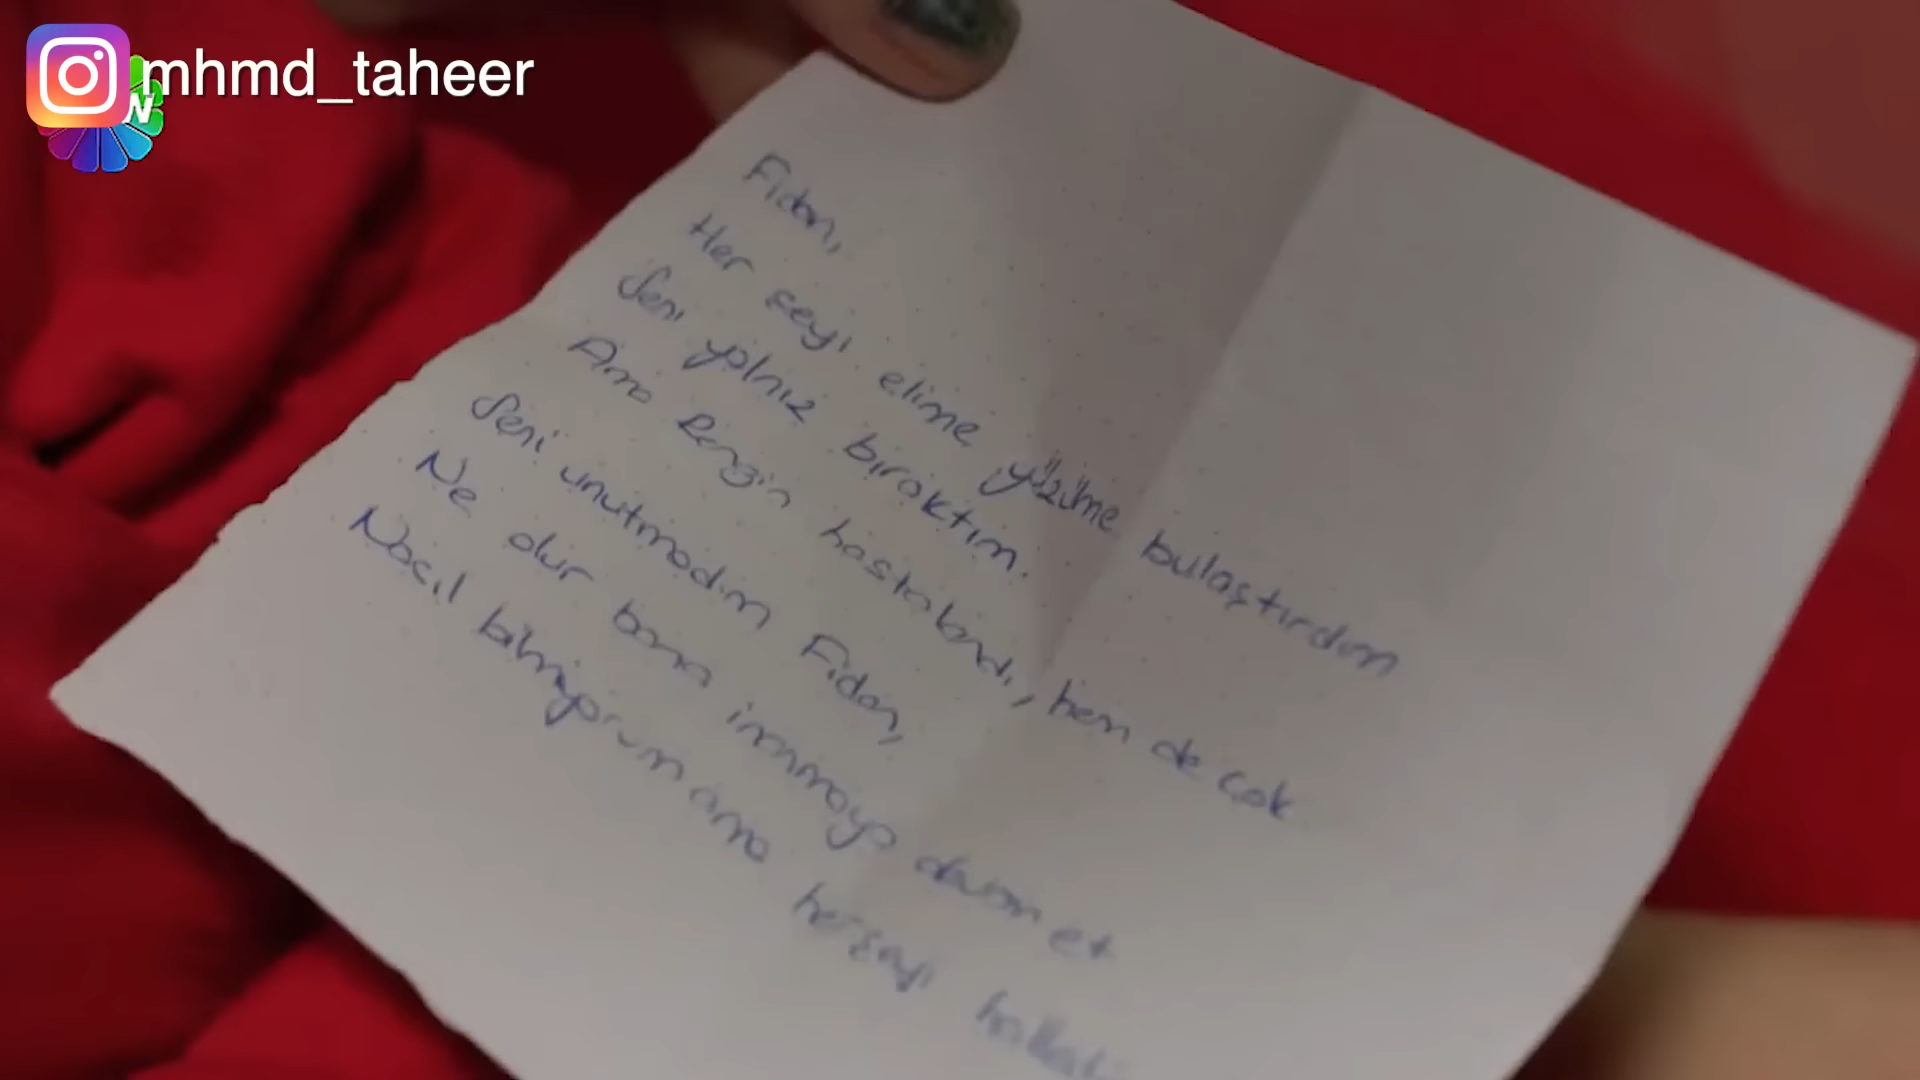 mhmd_taheer
W
Fidan,
Her şeyi elime yüzüme bulaştırdım
Seni yalnız bıraktım.
Ama Rengin hastalandı, hem de çok
Seni unutmadım Fidan,
Ne olur bana inanmaya devam et
Nasıl bilmiyorum ama herşeyi